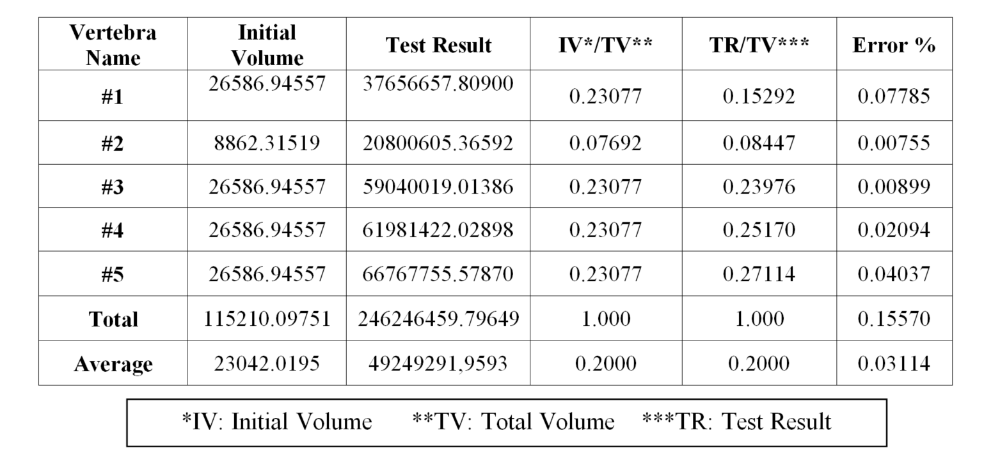 Vertebra Name Initial Volume Test Result IV*/TV** TR/TV*** Error %
#1 26586.94557 37656657.80900 0.23077 0.15292 0.07785
#2 8862.31519 20800605.36592 0.07692 0.08447 0.00755
#3 26586.94557 59040019.01386 0.23077 0.23976 0.00899
#4 26586.94557 61981422.02898 0.23077 0.25170 0.02094
#5 26586.94557 66767755.57870 0.23077 0.27114 0.04037
Total 115210.09751 246246459.79649 1.000 1.000 0.15570
Average 23042.0195 49249291,9593 0.2000 0.2000 0.03114
*IV: Initial Volume **TV: Total Volume ***TR: Test Result